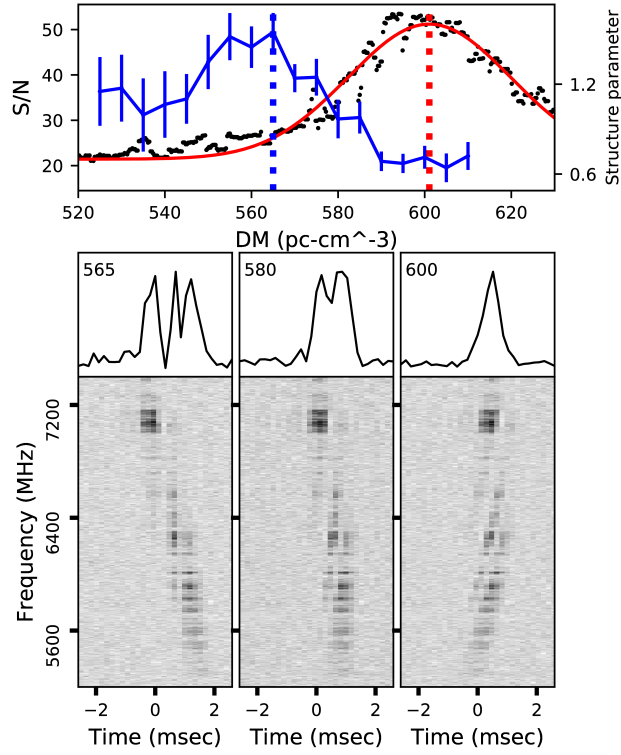 50
40
30
20
S/N
1.2
0.6
Structure parameter
520 540 560 580 600 620
DM (pc-cm^-3)
565 580 600
7200
6400
5600
Frequency (MHz)
−2 0 2 −2 0 2 −2 0 2
Time (msec) Time (msec) Time (msec)